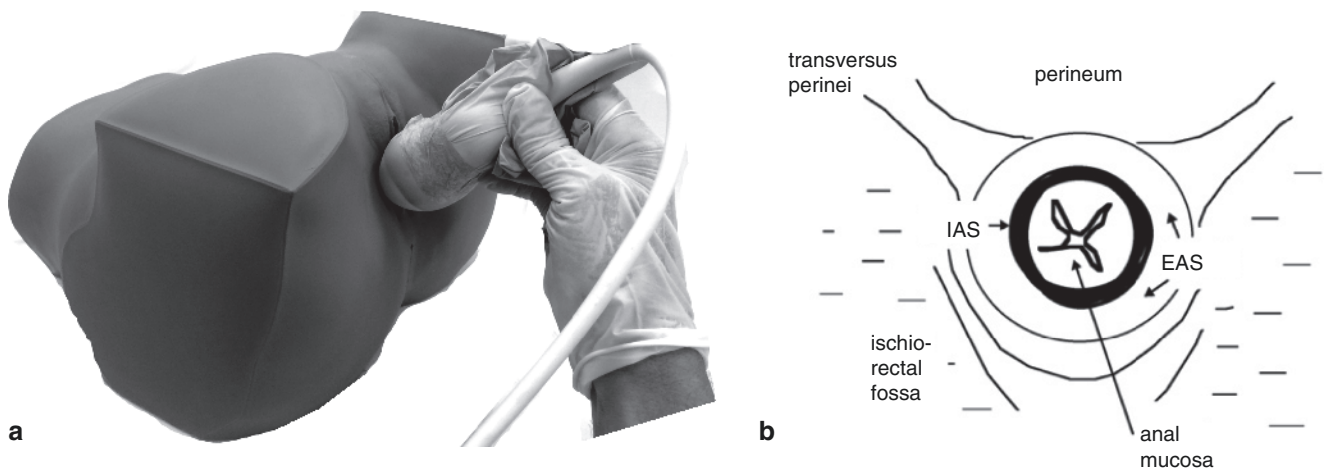 transversus
perinei
perineum
IAS
EAS
ischio-
rectal
fossa
anal
mucosa
a
b